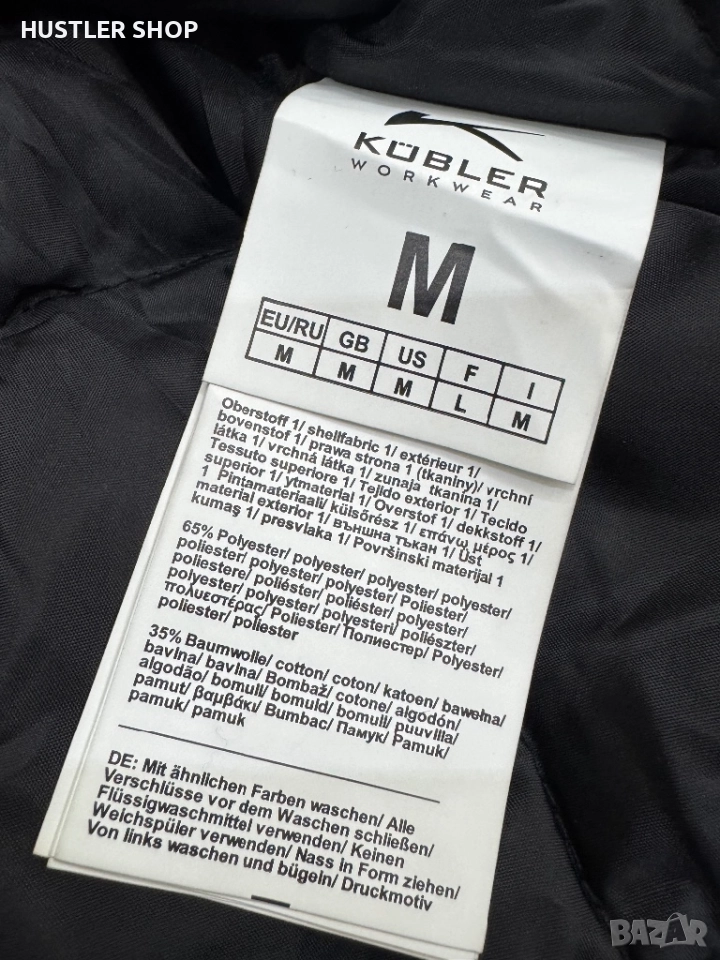 HUSTLER SHOP
KÜBLER
WORKWEAR
M
EU/RU GB US F I
M M M L M
Oberstoff 1/ shellfabric 1/ extérieur 1/
bovenstof 1/ prawa strona 1 (tkaniny)/ vrchní
látka 1/ vrchná látka 1/ zunaja tkanina 1/
Tessuto superiore 1/ Tejido exterior 1/ Tecido
superior 1/ ytmaterial 1/ Overstof 1/ dekkstoff 1/
1 Pintamateriaali/ külsőrész 1/ επάνω μέρος 1/
material exterior 1/ външна тъкан 1/ Üst
kumaş 1/ presvlaka 1/ Površinski materijal 1
65% Polyester/ polyester/ polyester/ polyester/
poliester/ polyester/ polyester/ Poliester/
poliestere/ poliéster/ poliéster/ polyester/
polyester/ polyester/ polyesteri/ poliészter/
πολυεστέρας/ Poliester/ Полиестер/ Polyester/
poliester/ poliester
35% Baumwolle/ cotton/ coton/ katoen/ bawełna/
bavlna/ bavlna/ Bombaž/ cotone/ algodón/
algodão/ bomull/ bomuld/ bomull/ puuvilla/
pamut/ βαμβάκι/ Bumbac/ Памук/ Pamuk/
pamuk/ pamuk
DE: Mit ähnlichen Farben waschen/ Alle
Verschlüsse vor dem Waschen schließen/
Flüssigwaschmittel verwenden/ Keinen
Weichspüler verwenden/ Nass in Form ziehen/
Von links waschen und bügeln/ Druckmotiv
BAZAR